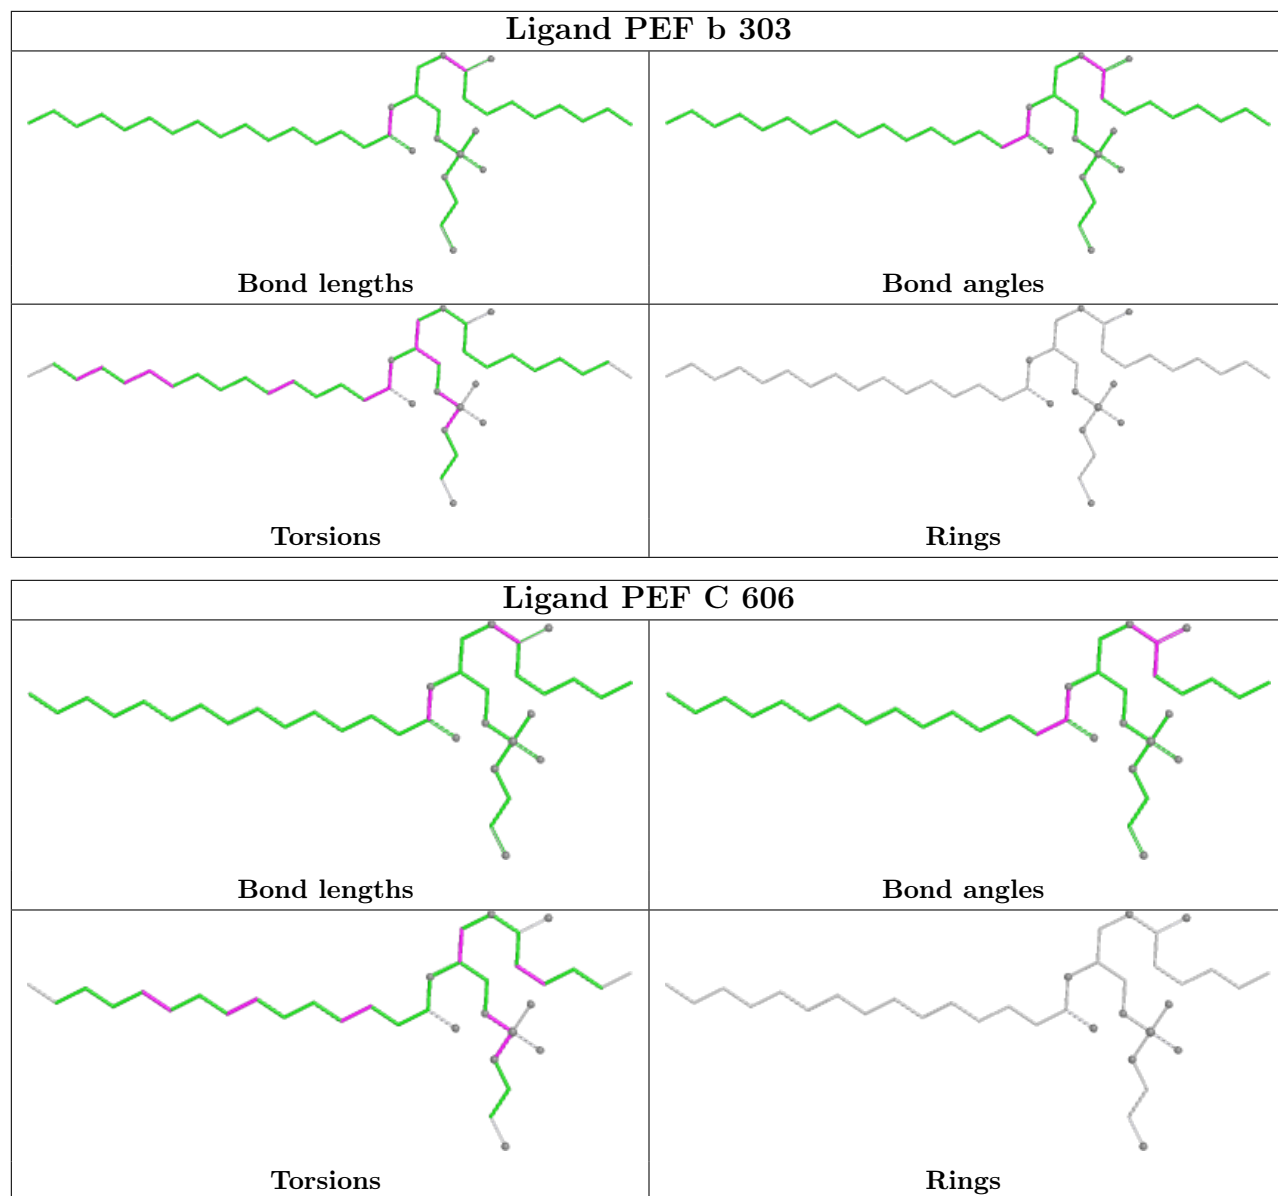 Ligand PEF b 303
Bond lengths
Bond angles
Torsions
Rings
Ligand PEF C 606
Bond lengths
Bond angles
Torsions
Rings